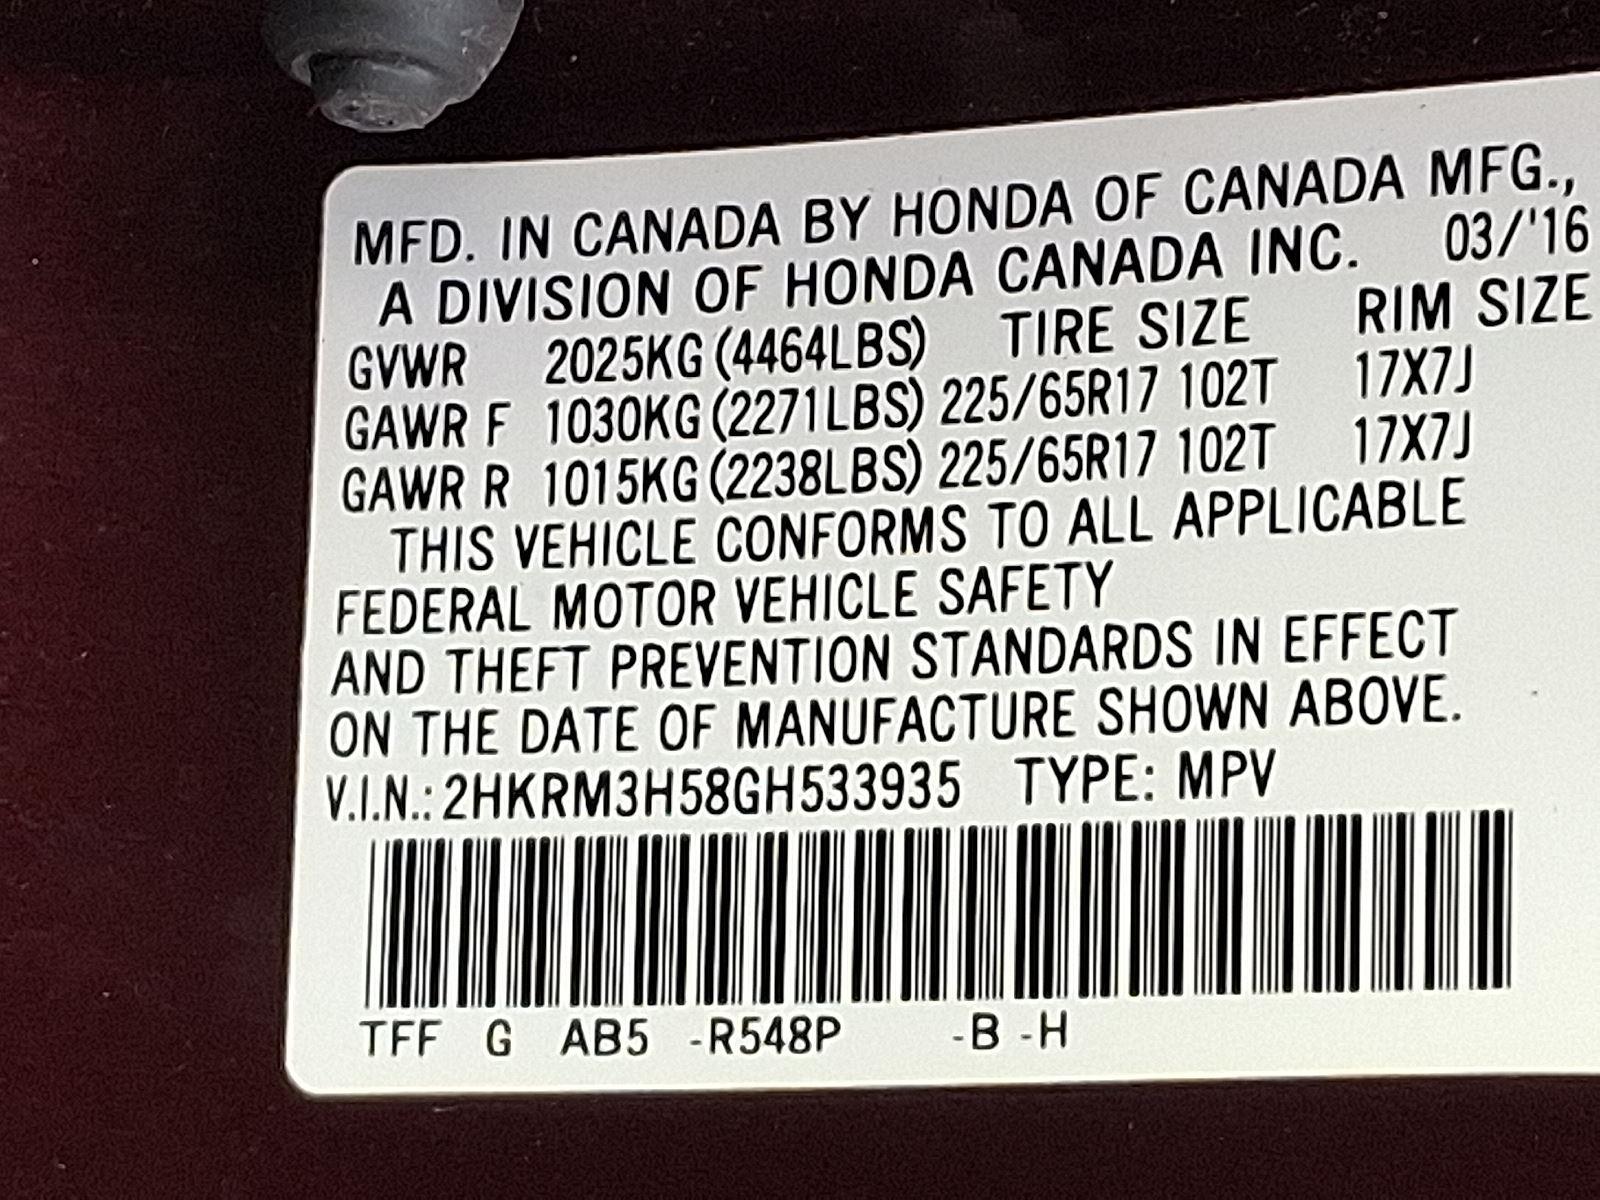 MFD. IN CANADA BY HONDA OF CANADA MFG.,
A DIVISION OF HONDA CANADA INC. 03/'16
GVWR 2025KG (4464LBS) TIRE SIZE RIM SIZE
GAWR F 1030KG (2271LBS) 225/65R17 102T 17X7J
GAWR R 1015KG (2238LBS) 225/65R17 102T 17X7J
THIS VEHICLE CONFORMS TO ALL APPLICABLE
FEDERAL MOTOR VEHICLE SAFETY
AND THEFT PREVENTION STANDARDS IN EFFECT
ON THE DATE OF MANUFACTURE SHOWN ABOVE.
V.I.N.: 2HKRM3H58GH533935 TYPE: MPV
TFF G AB5 -R548P -B -H